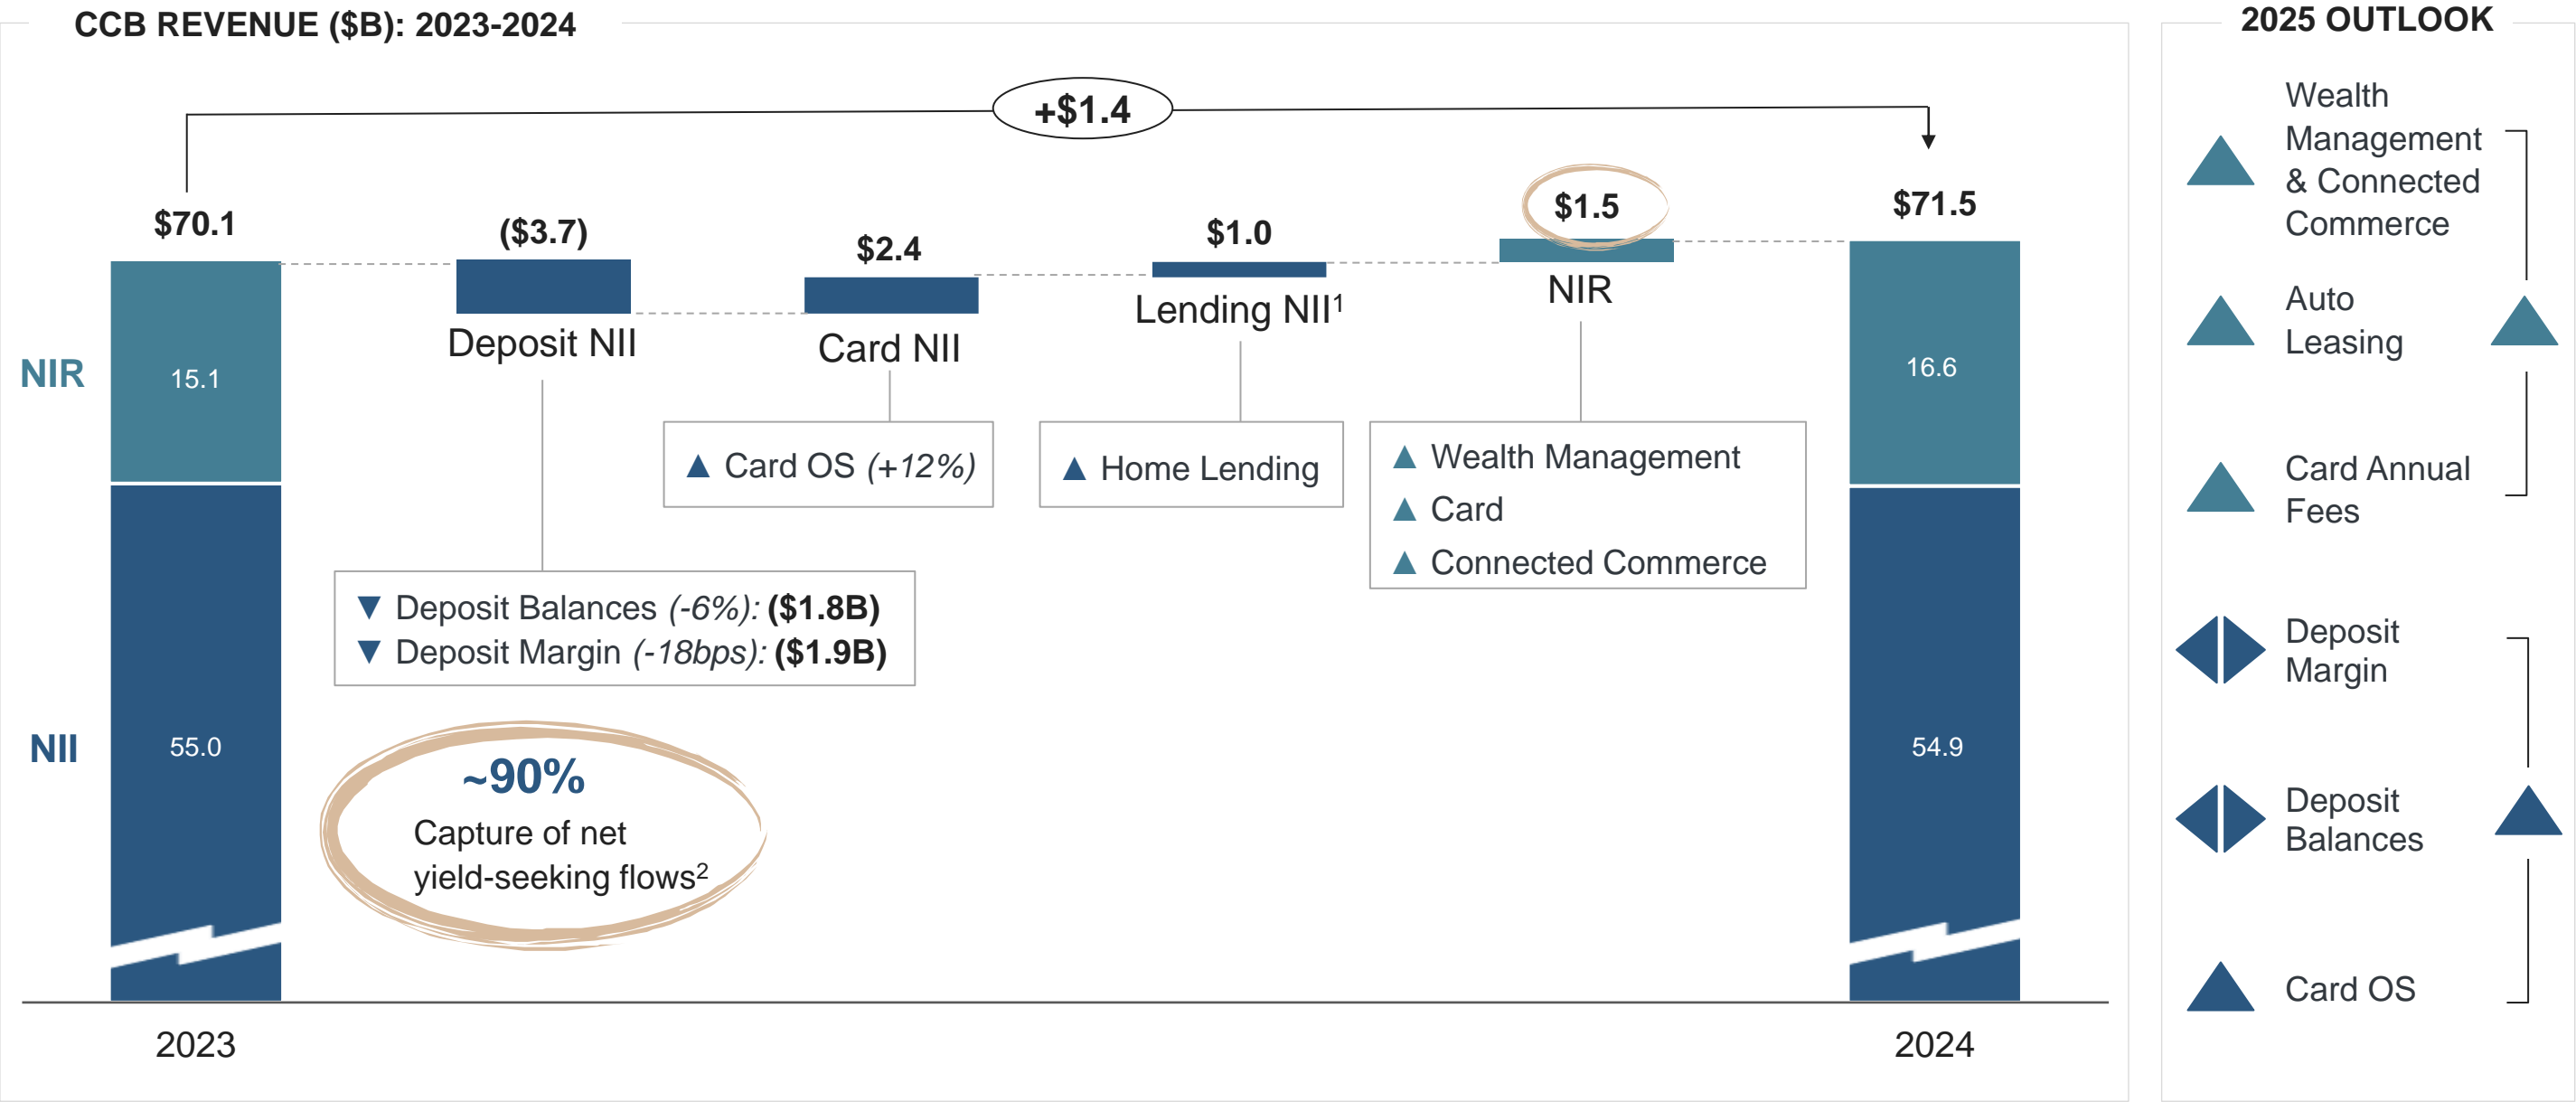 CCB REVENUE ($B): 2023-2024
+$1.4
$70.1
($3.7)
$2.4
$1.0
$1.5
$71.5
Deposit NII
Card NII
Lending NII¹
NIR
NIR
15.1
16.6
▲ Card OS (+12%)
▲ Home Lending
▲ Wealth Management
▲ Card
▲ Connected Commerce
▼ Deposit Balances (-6%): ($1.8B)
▼ Deposit Margin (-18bps): ($1.9B)
NII
55.0
54.9
~90%
Capture of net
yield-seeking flows²
2023
2024
2025 OUTLOOK
Wealth
Management
& Connected
Commerce
Auto
Leasing
Card Annual
Fees
Deposit
Margin
Deposit
Balances
Card OS